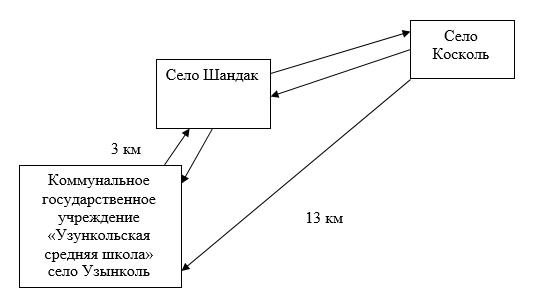 Село
Косколь
Село Шандак
3 км
Коммунальное
государственное
учреждение
«Узункольская
средняя школа»
село Узынколь
13 км